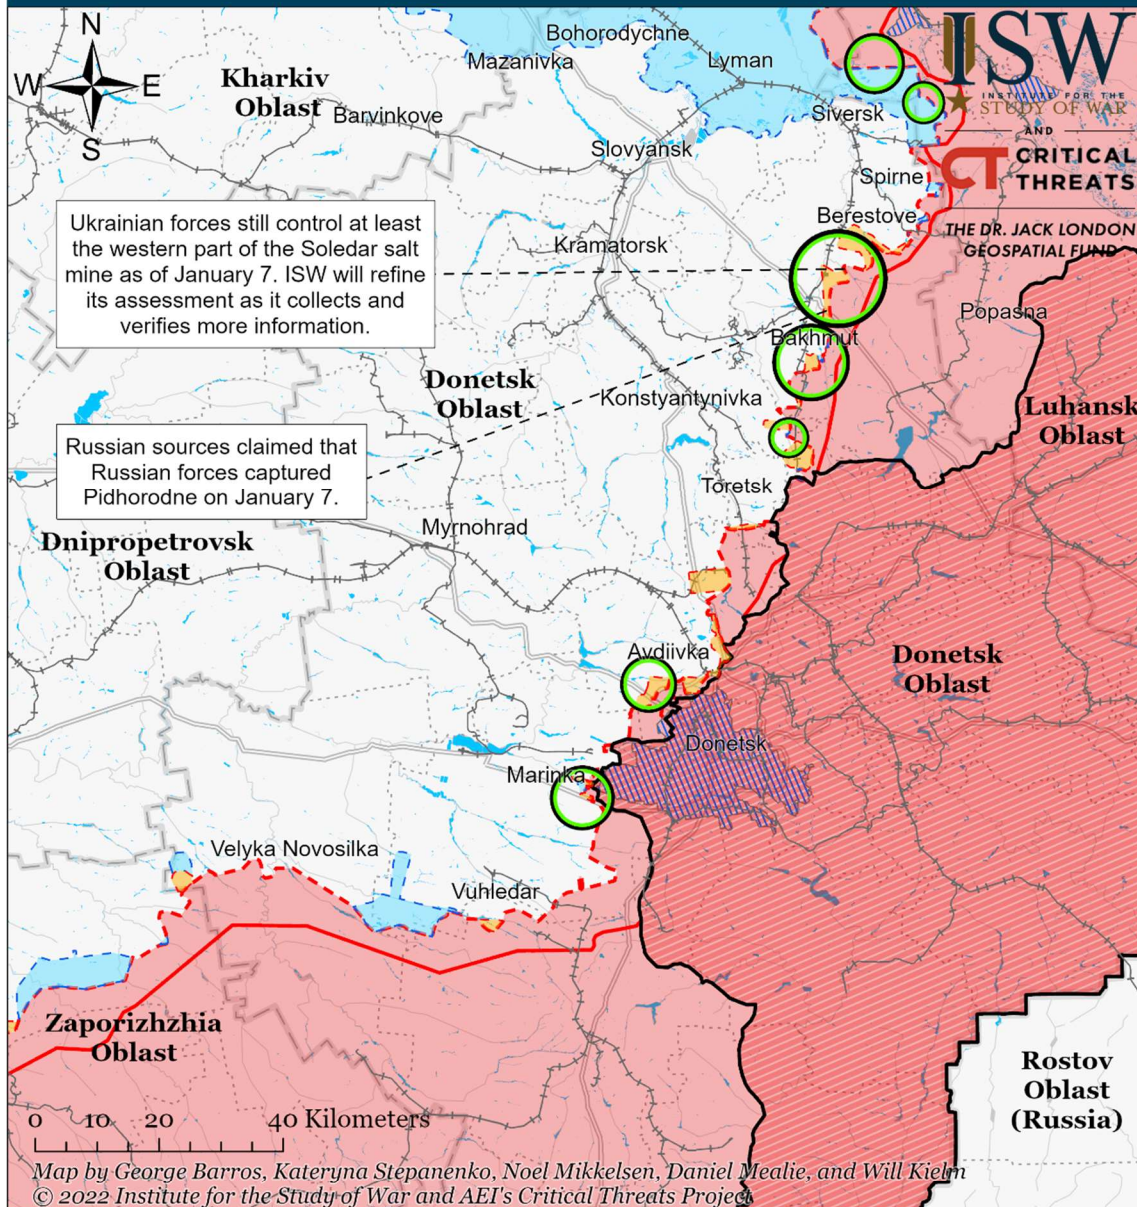 N
W
E
S
ISW
INSTITUTE FOR THE
STUDY OF WAR
AND
CT CRITICAL
THREATS
THE DR. JACK LONDON
GEOSPATIAL FUND
Bohorodychne
Mazanivka
Lyman
Kharkiv
Oblast
Barvinkove
Siversk
Slovyansk
Spirne
Berestove
Ukrainian forces still control at least
the western part of the Soledar salt
mine as of January 7. ISW will refine
its assessment as it collects and
verifies more information.
Kramatorsk
Popasna
Bakhmut
Donetsk
Oblast
Konstyantynivka
Luhansk
Oblast
Russian sources claimed that
Russian forces captured
Pidhorodne on January 7.
Toretsk
Myrnohrad
Dnipropetrovsk
Oblast
Avdiivka
Donetsk
Oblast
Donetsk
Marinka
Velyka Novosilka
Vuhledar
Zaporizhzhia
Oblast
Rostov
Oblast
(Russia)
0 10 20 40 Kilometers
Map by George Barros, Kateryna Stepanenko, Noel Mikkelsen, Daniel Mealie, and Will Kielm
© 2022 Institute for the Study of War and AEI's Critical Threats Project